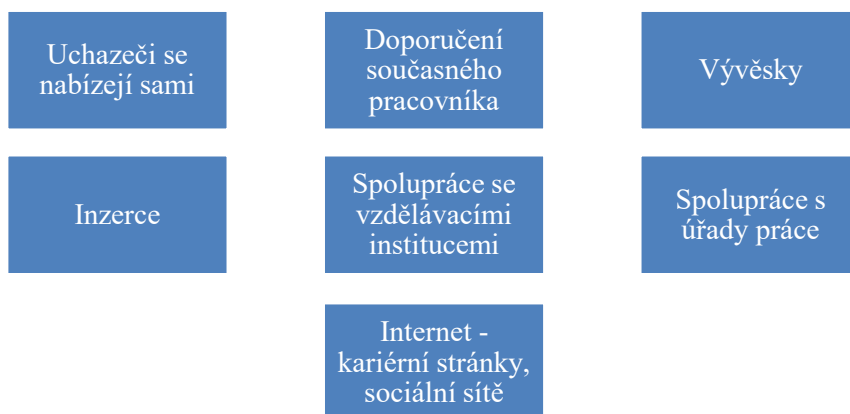 Uchazeči se
nabízejí sami
Doporučení
současného
pracovníka
Vývěsky
Inzerce
Spolupráce se
vzdělávacími
institucemi
Spolupráce s
úřady práce
Internet -
kariérní stránky,
sociální sítě